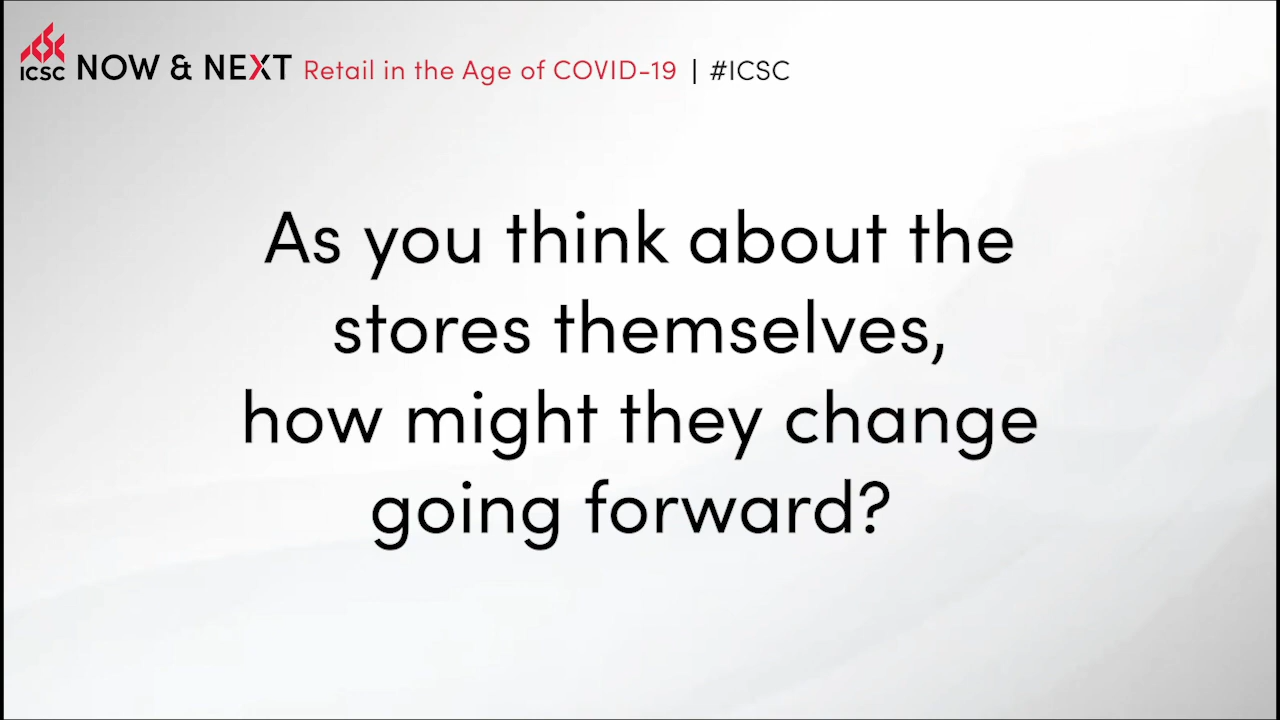 ICSC NOW & NEXT Retail in the Age of COVID-19 | #ICSC
As you think about the
stores themselves,
how might they change
going forward?